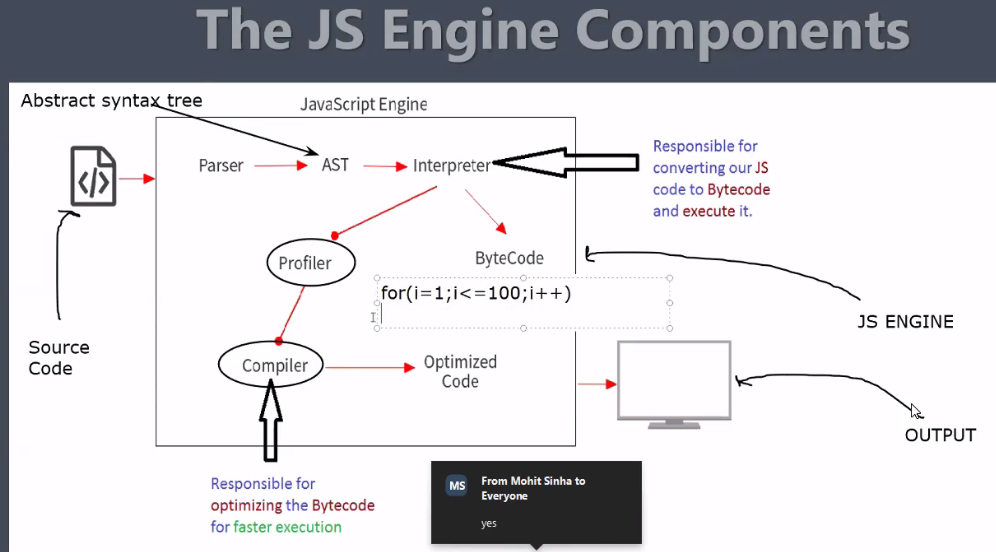 The JS Engine Components
Abstract syntax tree
JavaScript Engine
Parser
AST
Interpreter
Responsible for
converting our JS
code to Bytecode
and execute it.
Profiler
ByteCode
for(i=1;i<=100;i++)
JS ENGINE
Source
Code
Compiler
Optimized
Code
OUTPUT
Responsible for
optimizing the Bytecode
for faster execution
MS
From Mohit Sinha to
Everyone
yes